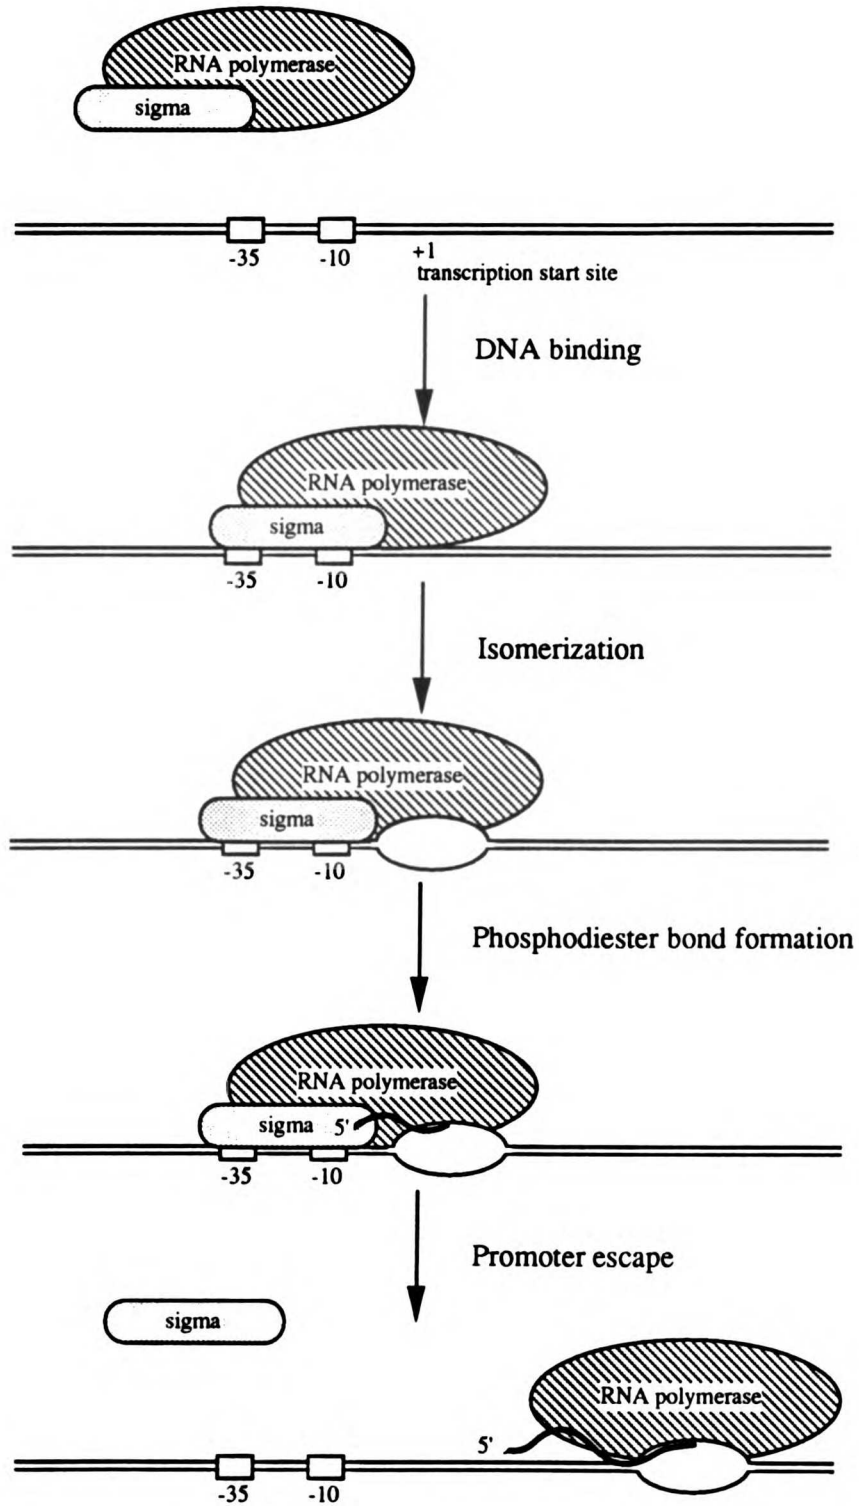 RNA polymerase
sigma
-35 -10 +1
transcription start site
DNA binding
RNA polymerase
sigma
-35 -10
Isomerization
RNA polymerase
sigma
-35 -10
Phosphodiester bond formation
RNA polymerase
sigma 5'
-35 -10
Promoter escape
sigma
RNA polymerase
5'
-35 -10